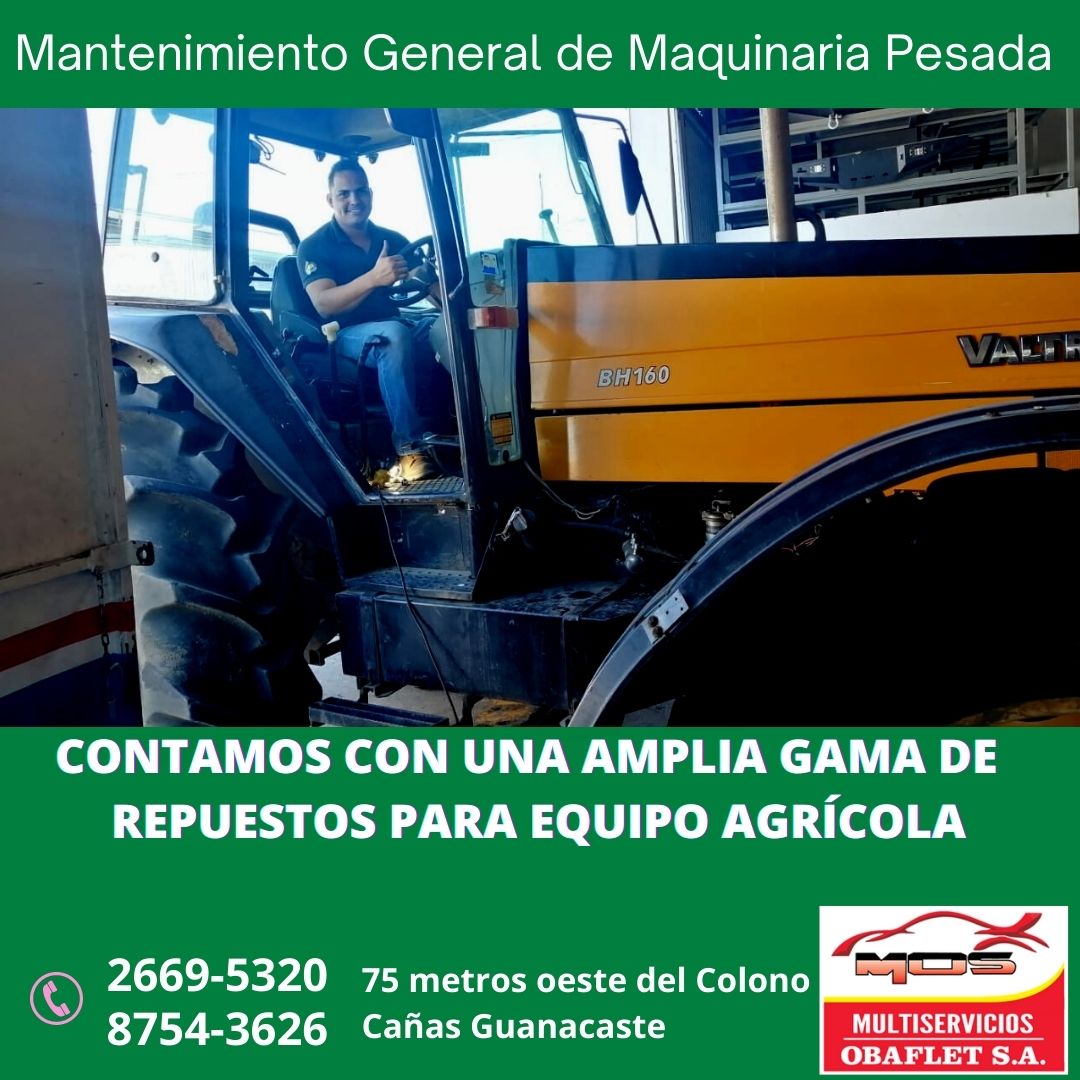 Mantenimiento General de Maquinaria Pesada
BH160
VALTR
CONTAMOS CON UNA AMPLIA GAMA DE
REPUESTOS PARA EQUIPO AGRÍCOLA
2669-5320
8754-3626
75 metros oeste del Colono
Cañas Guanacaste
MOS
MULTISERVICIOS
OBAFLET S.A.